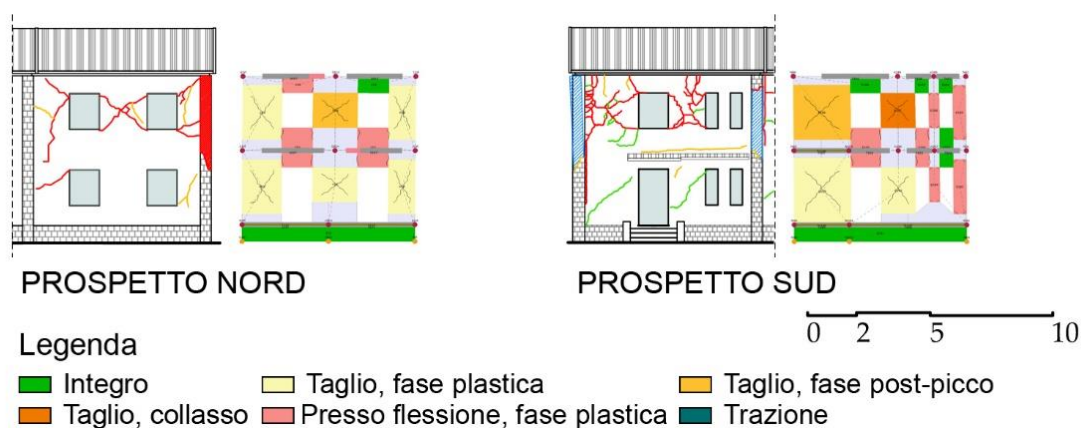 PROSPETTO NORD
PROSPETTO SUD
0 2 5 10
Legenda
Integro
Taglio, fase plastica
Taglio, fase post-picco
Taglio, collasso
Presso flessione, fase plastica
Trazione